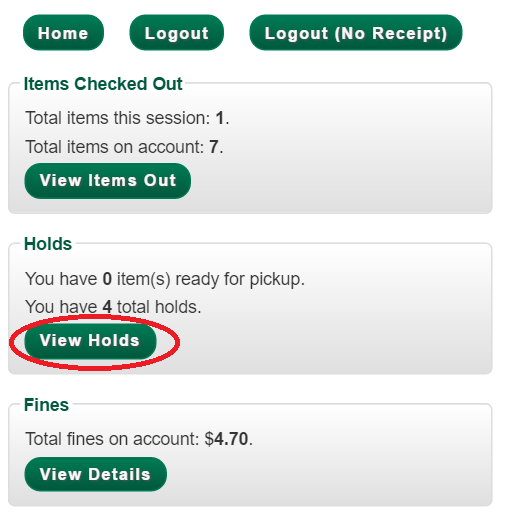 Home Logout Logout (No Receipt)
Items Checked Out
Total items this session: 1.
Total items on account: 7.
View Items Out
Holds
You have 0 item(s) ready for pickup.
You have 4 total holds.
View Holds
Fines
Total fines on account: $4.70.
View Details